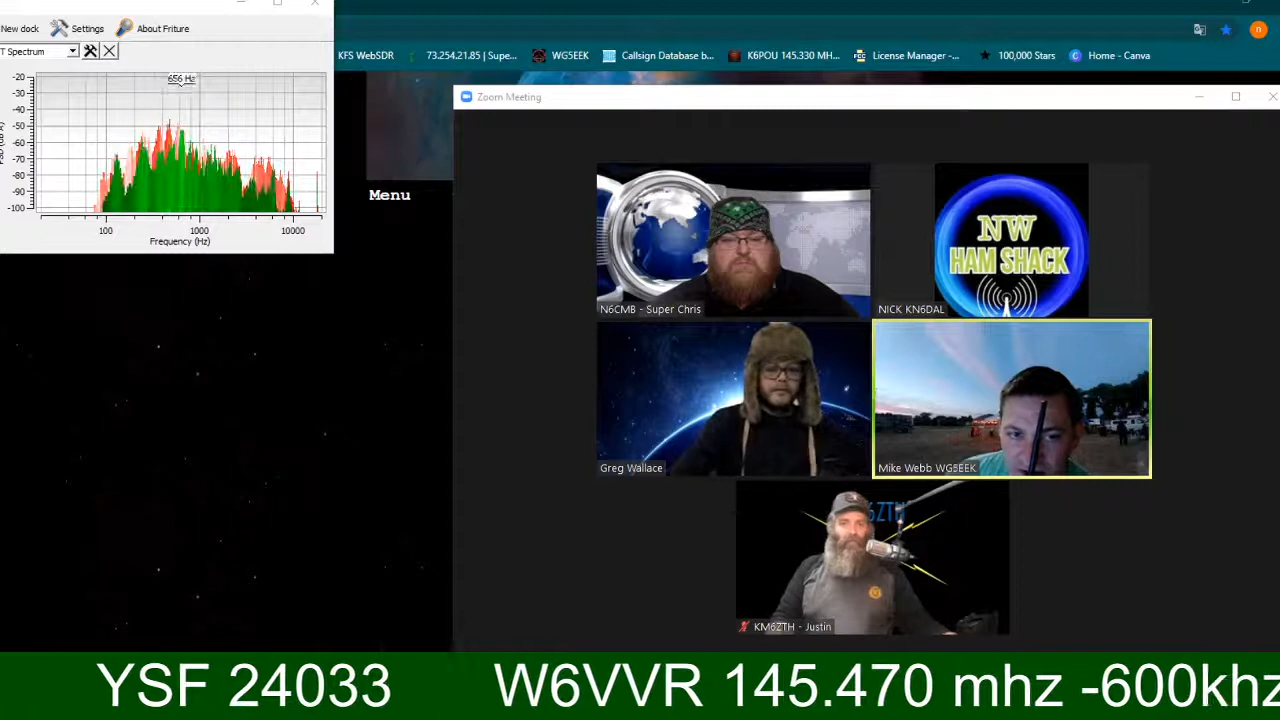 New dock Settings About Friture
T Spectrum
656 Hz
-20
-30
-40
-50
-60
-70
-80
-90
-100
100 1000 10000
Frequency (Hz)
KFS WebSDR 73.254.21.85 | Supe... WG5EEK Callsign Database b... K6POU 145.330 MH... License Manager -... 100,000 Stars C Home - Canva
n
Menu
Zoom Meeting
N6CMB - Super Chris
NW
HAM SHACK
NICK KN6DAL
Greg Wallace
Mike Webb WG5EEK
6ZTH
KM6ZTH - Justin
YSF 24033 W6VVR 145.470 mhz -600khz